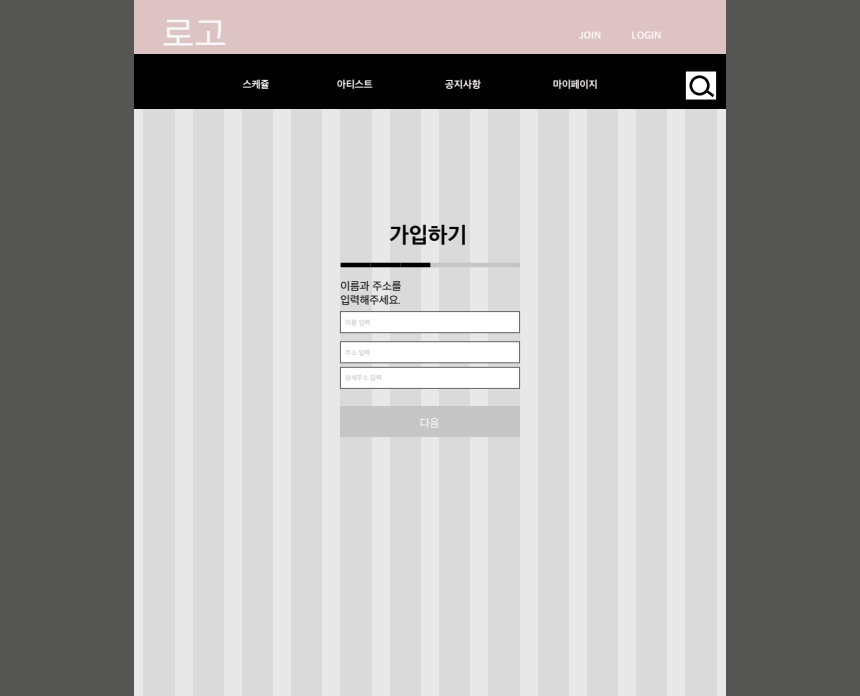 로고
JOIN LOGIN
스케쥴 아티스트 공지사항 마이페이지
가입하기
이름과 주소를
입력해주세요.
이름 입력
주소 입력
상세주소 입력
다음